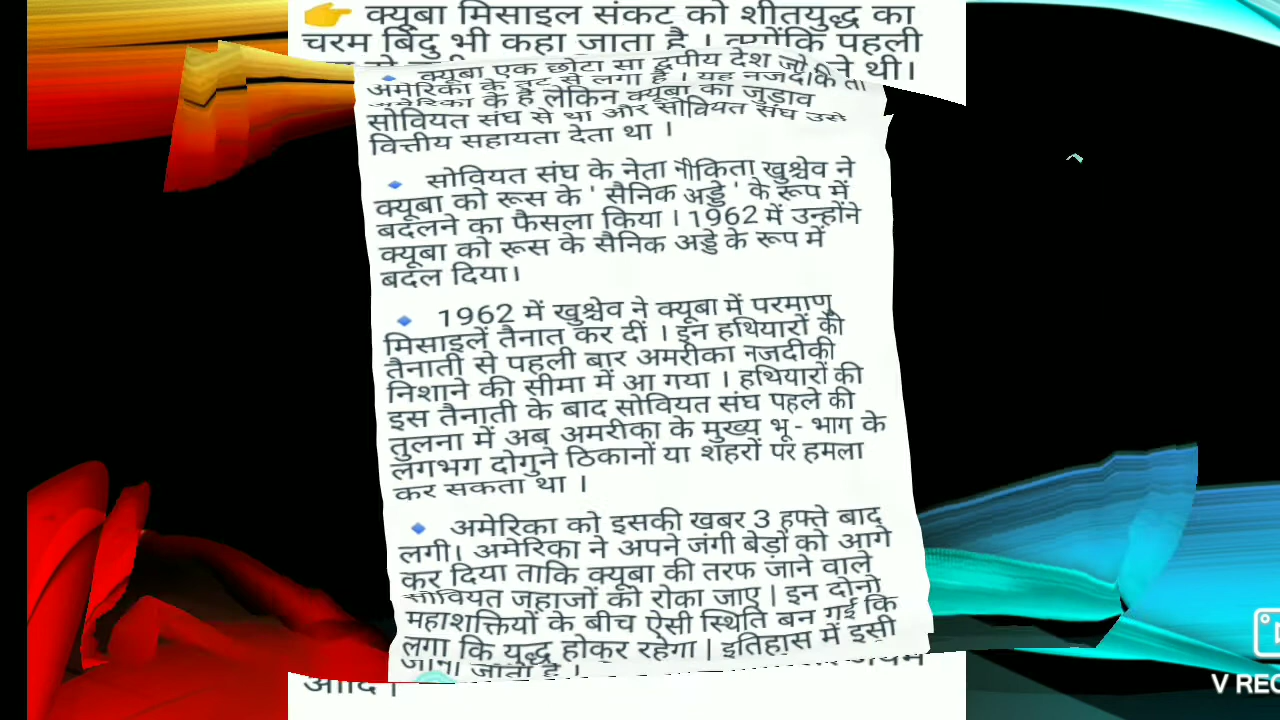 👉 क्यूबा मिसाइल संकट को शीतयुद्ध का
चरम बिंदु भी कहा जाता है । क्योंकि पहली
थी।
🔹 क्यूबा एक छोटा सा द्वपीय देश जो
अमेरिका के तट से लगा है । यह नजदीकि तो
अमेरिका के है लेकिन क्यूबा का जुड़ाव
सोवियत संघ से था और सोवियत संघ उसे
वित्तीय सहायता देता था ।
🔹 सोवियत संघ के नेता नीकिता खुश्चेव ने
क्यूबा को रूस के ' सैनिक अड्डे ' के रूप में
बदलने का फैसला किया । 1962 में उन्होंने
क्यूबा को रूस के सैनिक अड्डे के रूप में
बदल दिया।
🔹 1962 में खुश्चेव ने क्यूबा में परमाणु
मिसाइलें तैनात कर दीं । इन हथियारों की
तैनाती से पहली बार अमरीका नजदीकी
निशाने की सीमा में आ गया । हथियारों की
इस तैनाती के बाद सोवियत संघ पहले की
तुलना में अब अमरीका के मुख्य भू - भाग के
लगभग दोगुने ठिकानों या शहरों पर हमला
कर सकता था ।
🔹 अमेरिका को इसकी खबर 3 हफ्ते बाद
लगी। अमेरिका ने अपने जंगी बेड़ों को आगे
कर दिया ताकि क्यूबा की तरफ जाने वाले
सोवियत जहाजों को रोका जाए | इन दोनो
महाशक्तियों के बीच ऐसी स्थिति बन गई कि
लगा कि युद्ध होकर रहेगा | इतिहास में इसी
जाना जाता है ।
आदि ।
V REC